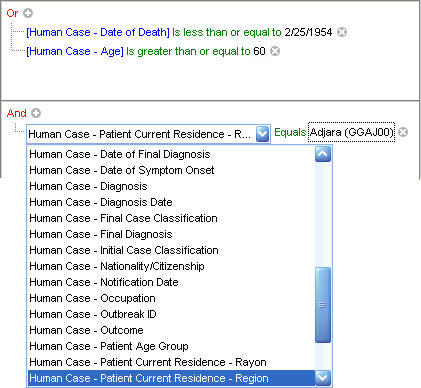 Or
[Human Case - Date of Death] Is less than or equal to 2/25/1954
[Human Case - Age] Is greater than or equal to 60
And
Human Case - Patient Current Residence - R... Equals Adjara (GGAJ00)
Human Case - Date of Final Diagnosis
Human Case - Date of Symptom Onset
Human Case - Diagnosis
Human Case - Diagnosis Date
Human Case - Final Case Classification
Human Case - Final Diagnosis
Human Case - Initial Case Classification
Human Case - Nationality/Citizenship
Human Case - Notification Date
Human Case - Occupation
Human Case - Outbreak ID
Human Case - Outcome
Human Case - Patient Age Group
Human Case - Patient Current Residence - Rayon
Human Case - Patient Current Residence - Region